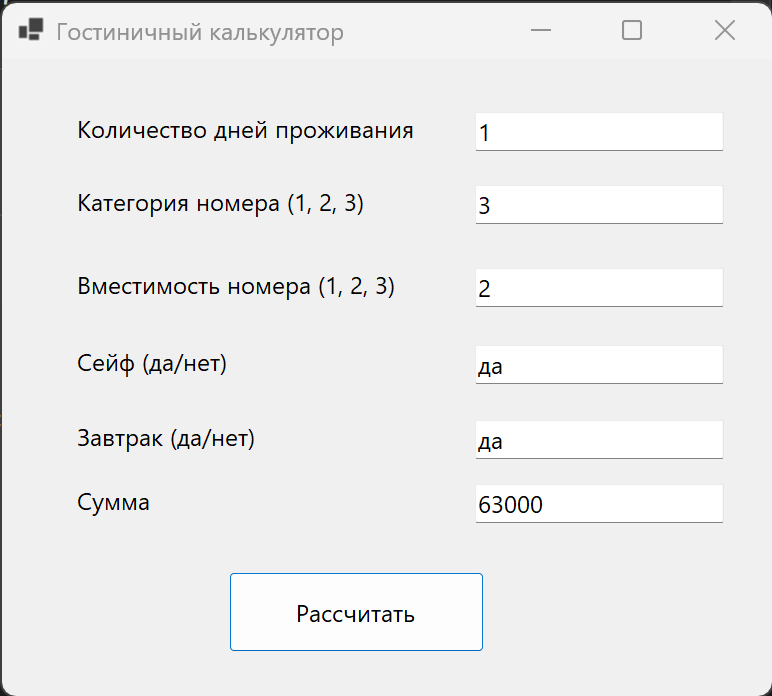 Гостиничный калькулятор
Количество дней проживания 1
Категория номера (1, 2, 3) 3
Вместимость номера (1, 2, 3) 2
Сейф (да/нет) да
Завтрак (да/нет) да
Сумма 63000
Рассчитать